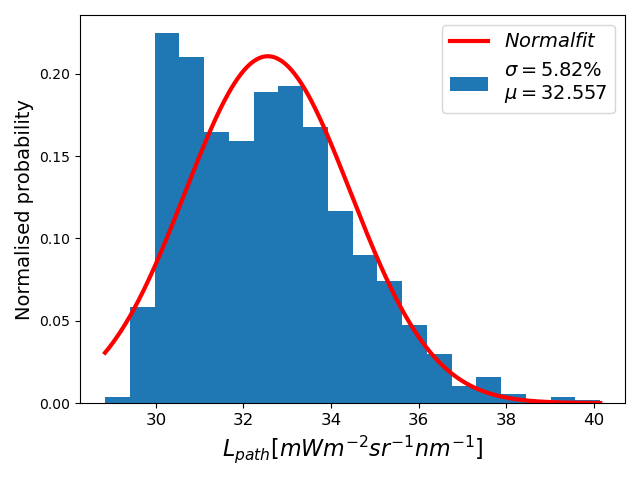 Normalfit
σ = 5.82%
μ = 32.557
Normalised probability
0.20
0.15
0.10
0.05
0.00
30 32 34 36 38 40
L_path[mWm⁻²sr⁻¹nm⁻¹]